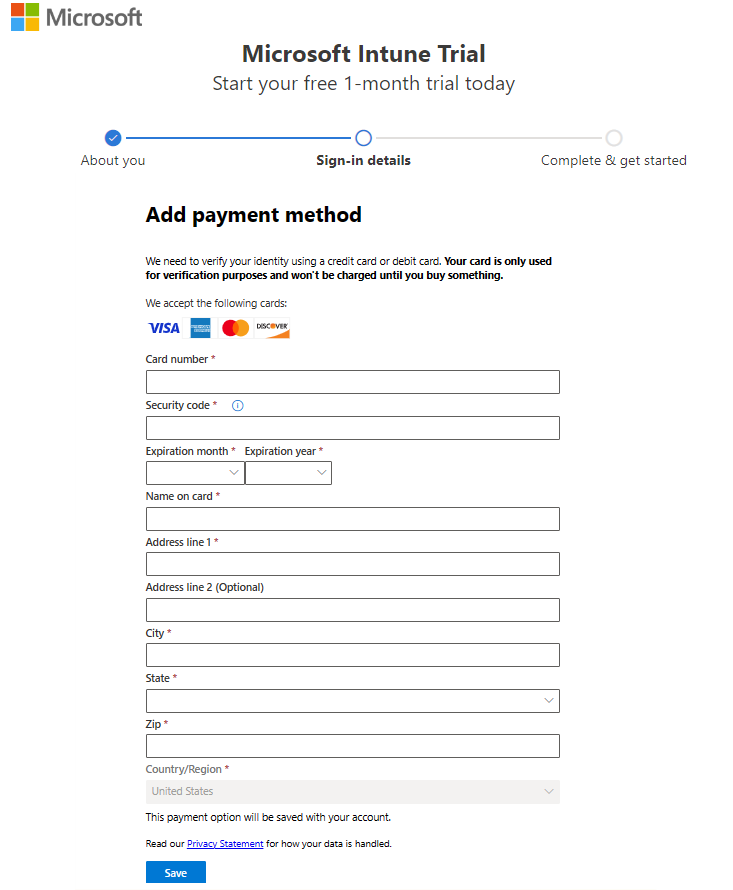 Microsoft
Microsoft Intune Trial
Start your free 1-month trial today
About you
Sign-in details
Complete & get started
Add payment method
We need to verify your identity using a credit card or debit card. Your card is only used
for verification purposes and won't be charged until you buy something.
We accept the following cards:
VISA
AMERICAN EXPRESS
DISCOVER
Card number *
Security code *
Expiration month * Expiration year *
Name on card *
Address line 1 *
Address line 2 (Optional)
City *
State *
Zip *
Country/Region *
United States
This payment option will be saved with your account.
Read our Privacy Statement for how your data is handled.
Save